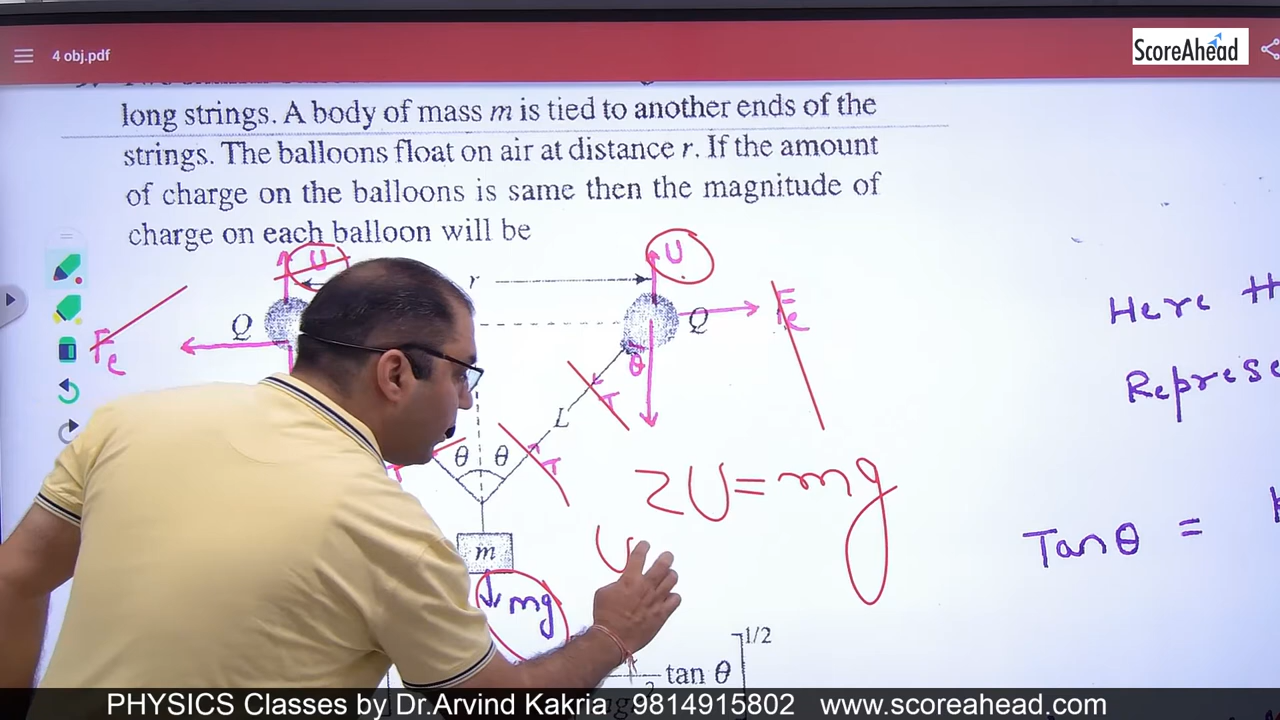 4 obj.pdf
ScoreAhead
long strings. A body of mass m is tied to another ends of the
strings. The balloons float on air at distance r. If the amount
of charge on the balloons is same then the magnitude of
charge on each balloon will be
U
r
U
Q
Q
Fe
Fe
θ
T
L
θ θ
T
T
2U = mg
U
m
mg
Here
Represe
Tanθ =
1/2
tan θ
PHYSICS Classes by Dr.Arvind Kakria 9814915802 www.scoreahead.com